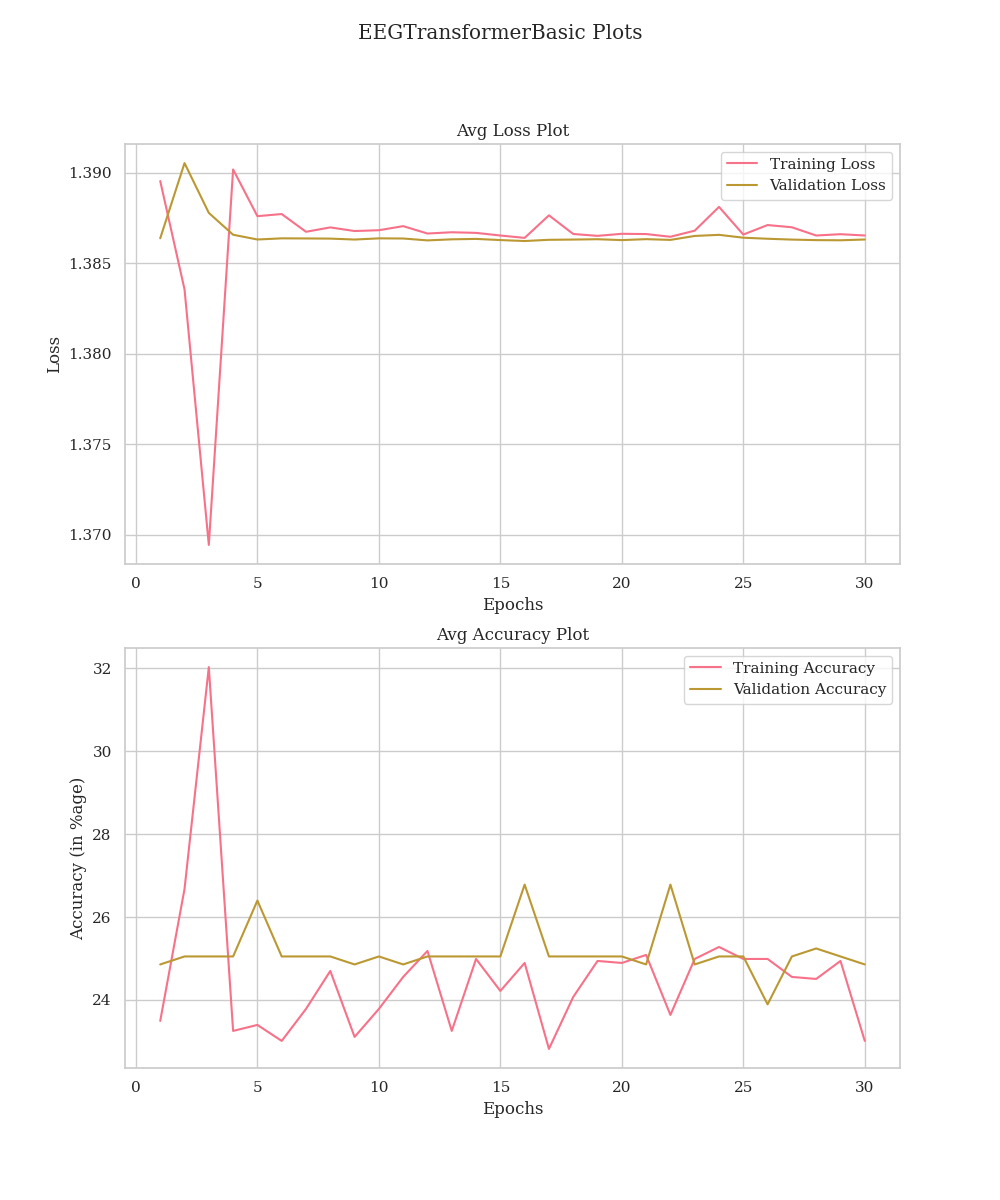 EEGTransformerBasic Plots
Avg Loss Plot
Training Loss
Validation Loss
1.390
1.385
1.380
1.375
1.370
Loss
0 5 10 15 20 25 30
Epochs
Avg Accuracy Plot
Training Accuracy
Validation Accuracy
32
30
28
26
24
Accuracy (in %age)
0 5 10 15 20 25 30
Epochs